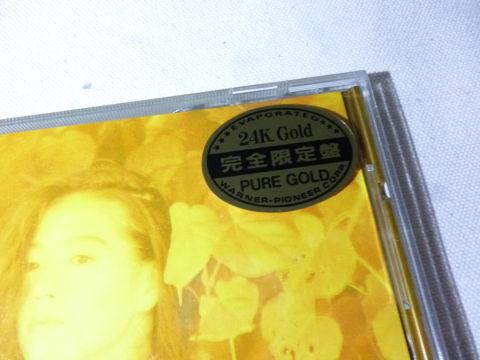 ★★★EVAPORATED★★★
24K Gold
完全限定盤
PURE GOLD
WARNER-PIONEER CORP.